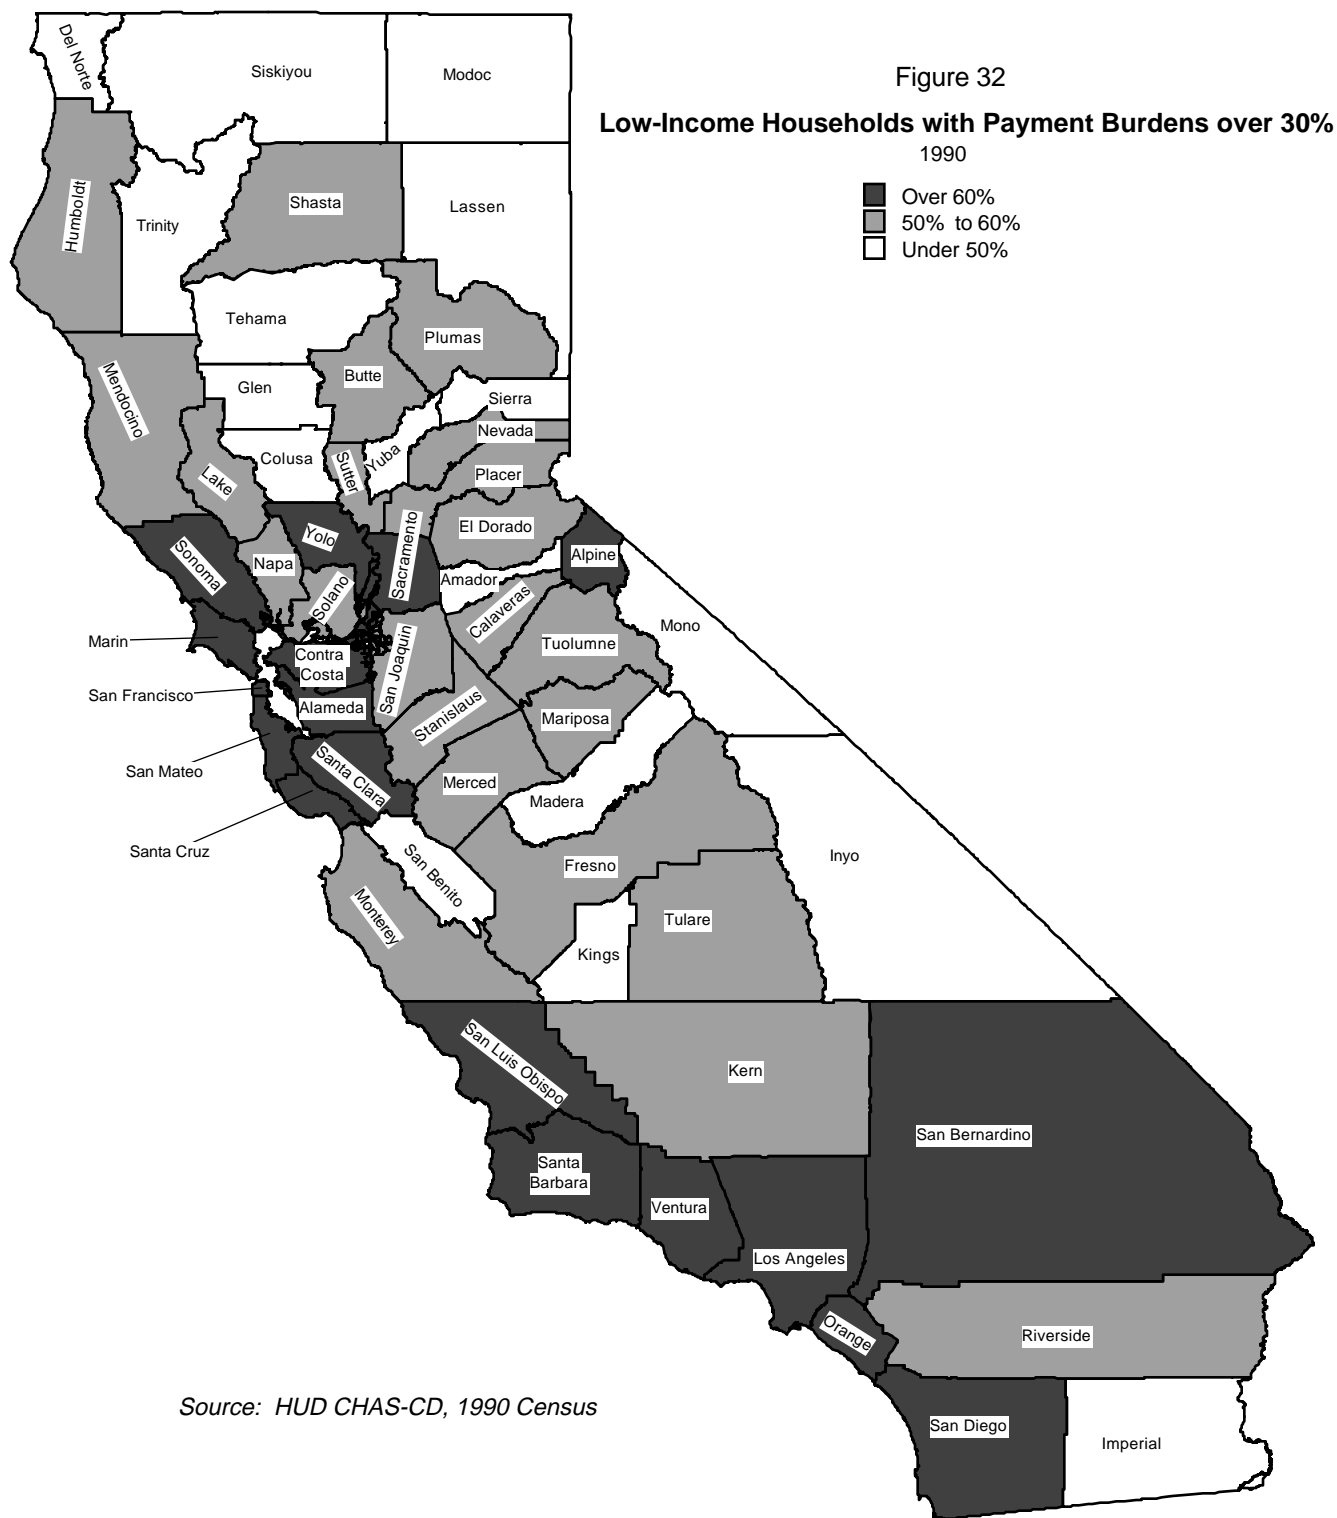 Figure 32
Low-Income Households with Payment Burdens over 30%
1990
Over 60%
50% to 60%
Under 50%
Del Norte
Siskiyou
Modoc
Humboldt
Trinity
Shasta
Lassen
Tehama
Plumas
Mendocino
Glen
Butte
Sierra
Nevada
Lake
Colusa
Sutter
Yuba
Placer
El Dorado
Sonoma
Napa
Yolo
Solano
Sacramento
Alpine
Amador
Calaveras
Mono
Marin
Contra
Costa
San Joaquin
Tuolumne
San Francisco
Alameda
Stanislaus
Mariposa
San Mateo
Santa Clara
Merced
Madera
Santa Cruz
San Benito
Fresno
Inyo
Monterey
Kings
Tulare
San Luis Obispo
Kern
San Bernardino
Santa
Barbara
Ventura
Los Angeles
Orange
Riverside
San Diego
Imperial
Source: HUD CHAS-CD, 1990 Census